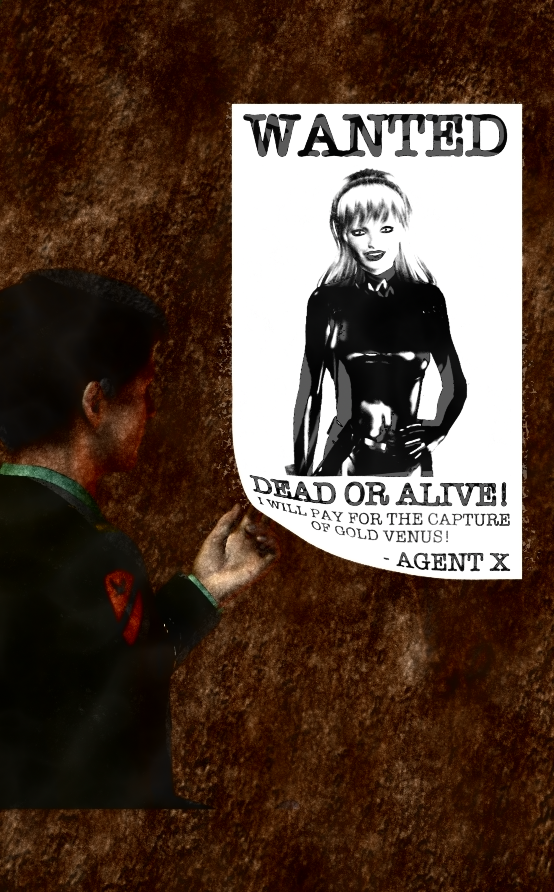 WANTED
DEAD OR ALIVE!
I WILL PAY FOR THE CAPTURE
OF GOLD VENUS!
- AGENT X